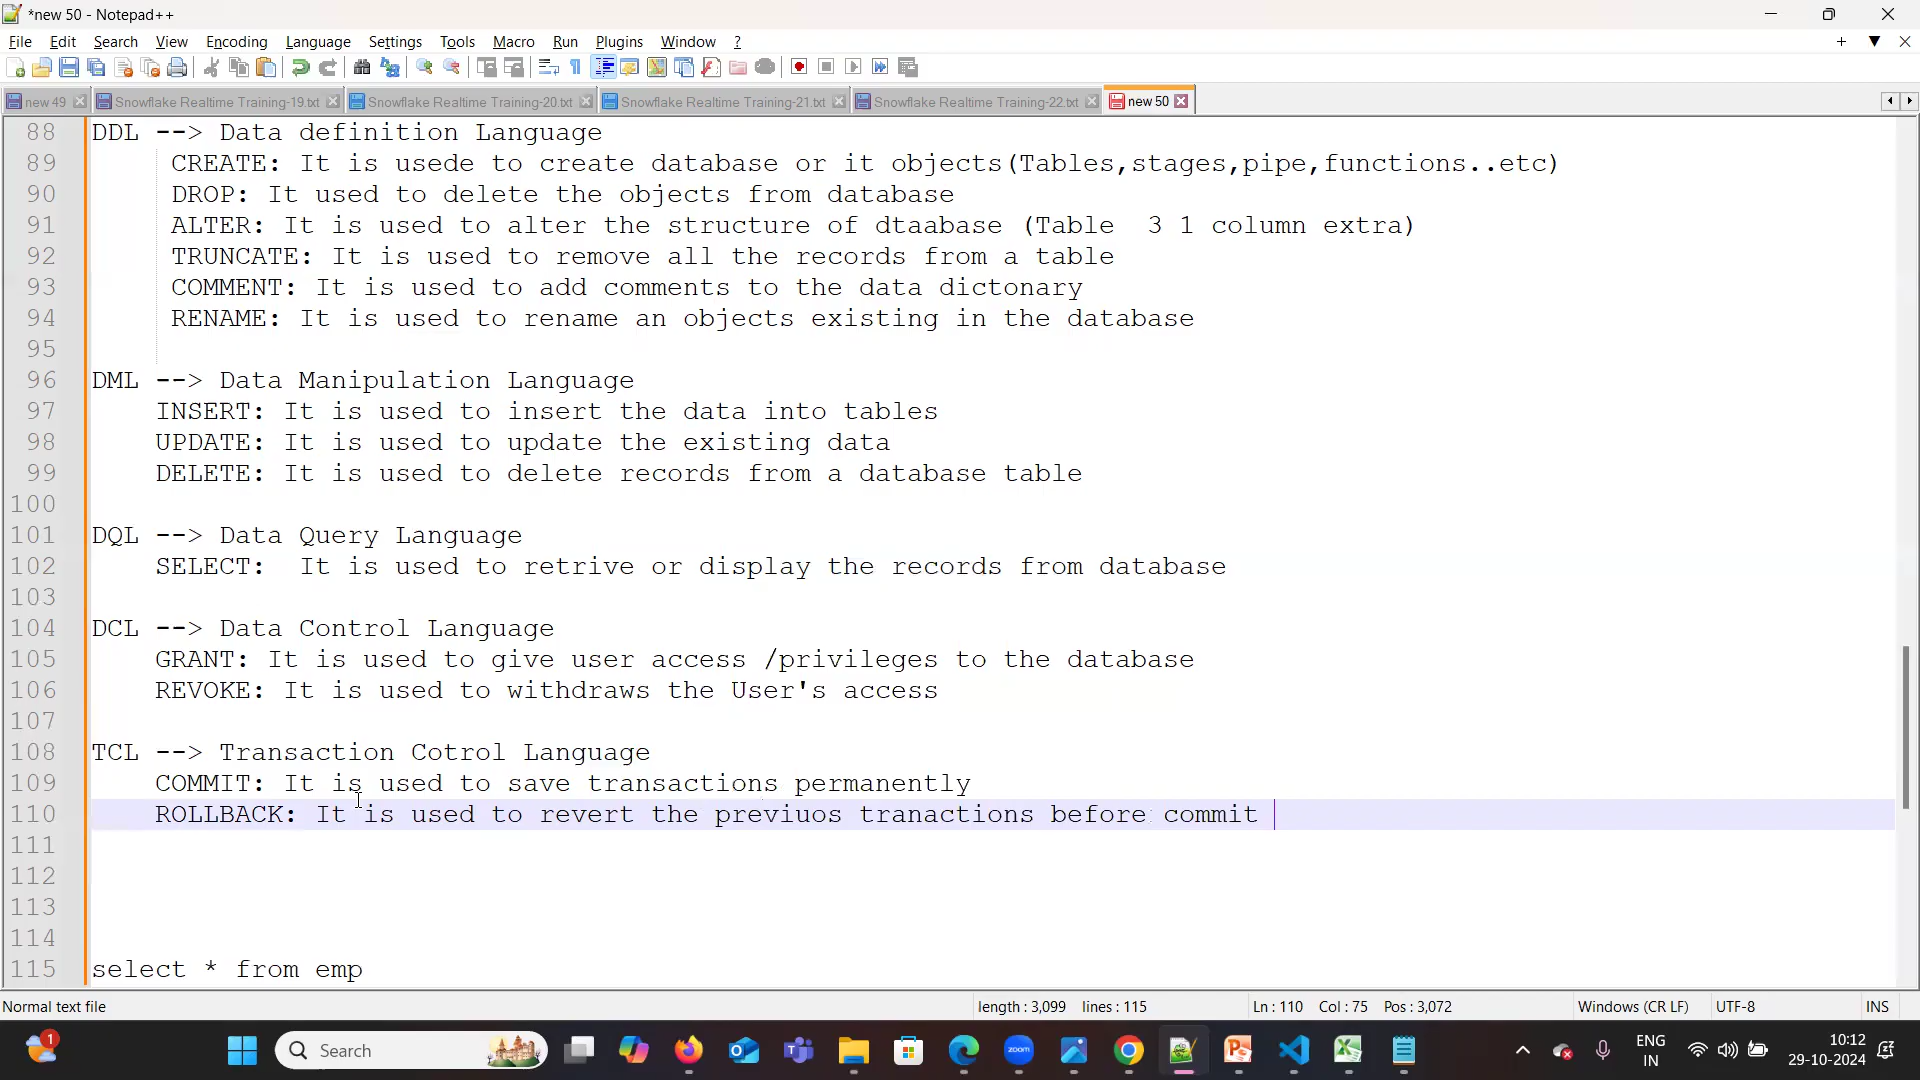 *new 50 - Notepad++
File Edit Search View Encoding Language Settings Tools Macro Run Plugins Window ?
new 49 Snowflake Realtime Training-19.txt Snowflake Realtime Training-20.txt Snowflake Realtime Training-21.txt Snowflake Realtime Training-22.txt new 50
88 DDL --> Data definition Language
89 CREATE: It is usede to create database or it objects(Tables,stages,pipe,functions..etc)
90 DROP: It used to delete the objects from database
91 ALTER: It is used to alter the structure of dtaabase (Table  3 1 column extra)
92 TRUNCATE: It is used to remove all the records from a table
93 COMMENT: It is used to add comments to the data dictonary
94 RENAME: It is used to rename an objects existing in the database
95
96 DML --> Data Manipulation Language
97 INSERT: It is used to insert the data into tables
98 UPDATE: It is used to update the existing data
99 DELETE: It is used to delete records from a database table
100
101 DQL --> Data Query Language
102 SELECT:  It is used to retrive or display the records from database
103
104 DCL --> Data Control Language
105 GRANT: It is used to give user access /privileges to the database
106 REVOKE: It is used to withdraws the User's access
107
108 TCL --> Transaction Cotrol Language
109 COMMIT: It is used to save transactions permanently
110 ROLLBACK: It is used to revert the previuos tranactions before commit
111
112
113
114
115 select * from emp
Normal text file length : 3,099 lines : 115 Ln : 110 Col : 75 Pos : 3,072 Windows (CR LF) UTF-8 INS
1 Search zoom ENG IN 10:12 29-10-2024